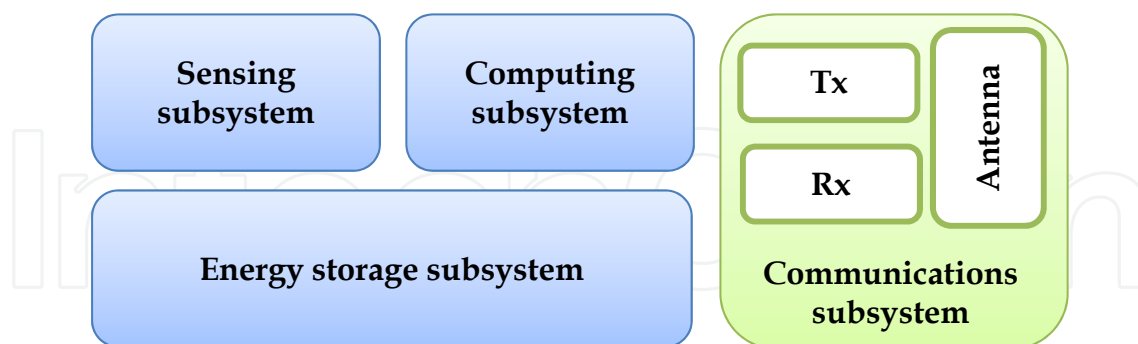 Sensing
subsystem
Computing
subsystem
Tx
Rx
Antenna
Energy storage subsystem
Communications
subsystem